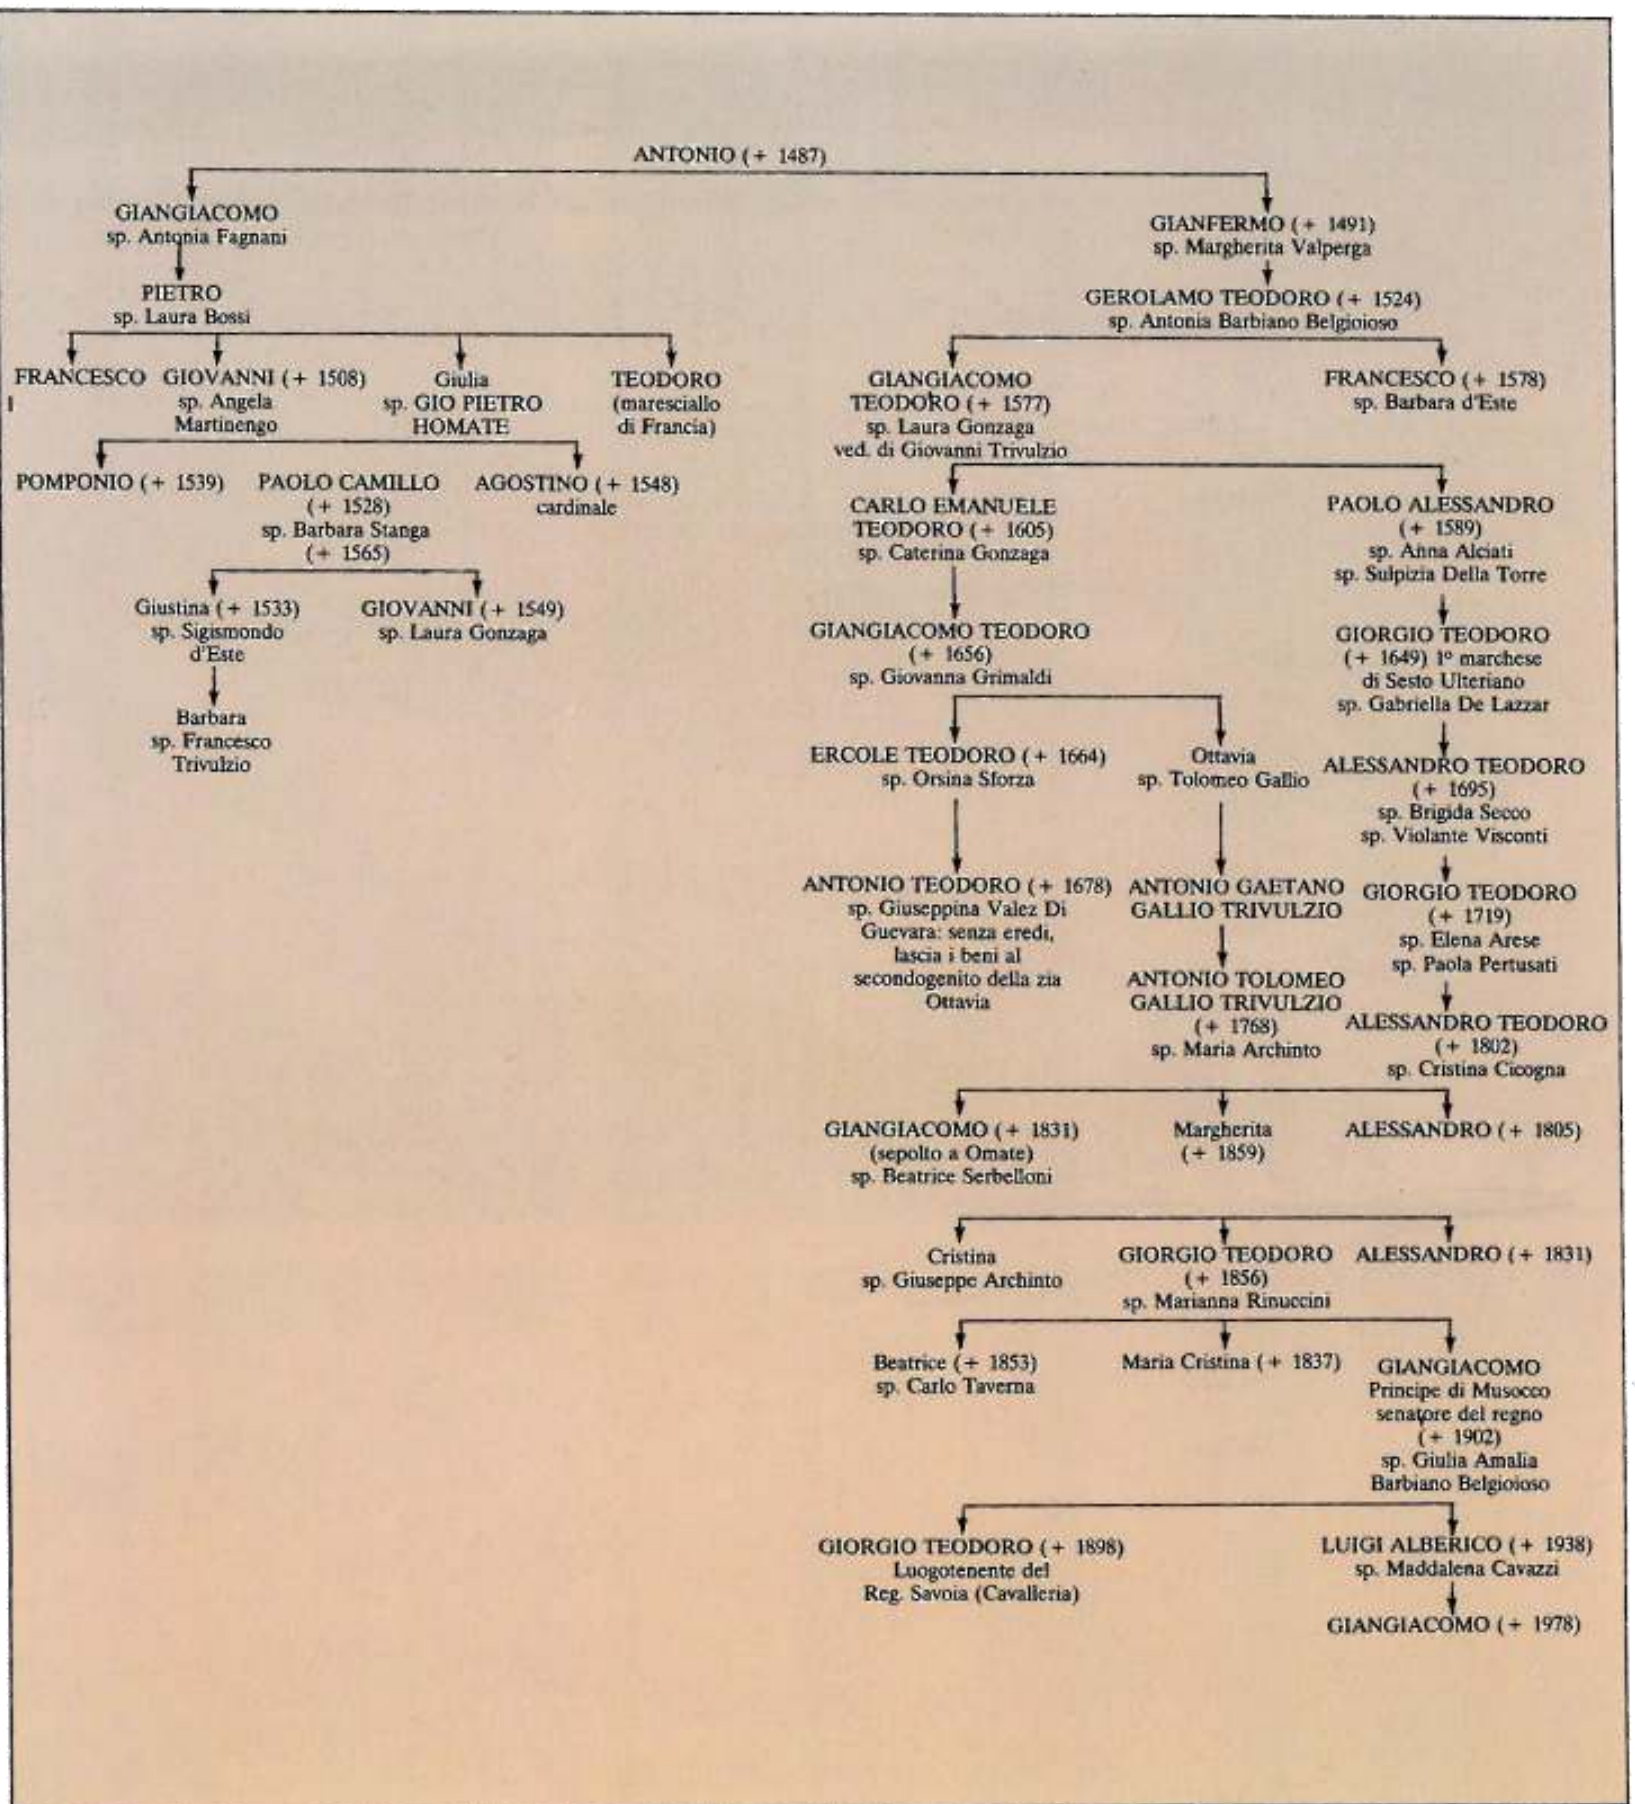 ANTONIO (+ 1487)
GIANGIACOMO
sp. Antonia Fagnani
GIANFERMO (+ 1491)
sp. Margherita Valperga
PIETRO
sp. Laura Bossi
GEROLAMO TEODORO (+ 1524)
sp. Antonia Barbiano Belgioioso
FRANCESCO
GIOVANNI (+ 1508)
sp. Angela
Martinengo
Giulia
sp. GIO PIETRO
HOMATE
TEODORO
(maresciallo
di Francia)
GIANGIACOMO
TEODORO (+ 1577)
sp. Laura Gonzaga
ved. di Giovanni Trivulzio
FRANCESCO (+ 1578)
sp. Barbara d'Este
POMPONIO (+ 1539)
PAOLO CAMILLO
(+ 1528)
sp. Barbara Stanga
(+ 1565)
AGOSTINO (+ 1548)
cardinale
CARLO EMANUELE
TEODORO (+ 1605)
sp. Caterina Gonzaga
PAOLO ALESSANDRO
(+ 1589)
sp. Anna Alciati
sp. Sulpizia Della Torre
Giustina (+ 1533)
sp. Sigismondo
d'Este
GIOVANNI (+ 1549)
sp. Laura Gonzaga
GIANGIACOMO TEODORO
(+ 1656)
sp. Giovanna Grimaldi
GIORGIO TEODORO
(+ 1649) 1º marchese
di Sesto Ulteriano
sp. Gabriella De Lazzar
Barbara
sp. Francesco
Trivulzio
ERCOLE TEODORO (+ 1664)
sp. Orsina Sforza
Ottavia
sp. Tolomeo Gallio
ALESSANDRO TEODORO
(+ 1695)
sp. Brigida Secco
sp. Violante Visconti
ANTONIO TEODORO (+ 1678)
sp. Giuseppina Valez Di
Guevara: senza eredi,
lascia i beni al
secondogenito della zia
Ottavia
ANTONIO GAETANO
GALLIO TRIVULZIO
GIORGIO TEODORO
(+ 1719)
sp. Elena Arese
sp. Paola Pertusati
ANTONIO TOLOMEO
GALLIO TRIVULZIO
(+ 1768)
sp. Maria Archinto
ALESSANDRO TEODORO
(+ 1802)
sp. Cristina Cicogna
GIANGIACOMO (+ 1831)
(sepolto a Omate)
sp. Beatrice Serbelloni
Margherita
(+ 1859)
ALESSANDRO (+ 1805)
Cristina
sp. Giuseppe Archinto
GIORGIO TEODORO
(+ 1856)
sp. Marianna Rinuccini
ALESSANDRO (+ 1831)
Beatrice (+ 1853)
sp. Carlo Taverna
Maria Cristina (+ 1837)
GIANGIACOMO
Principe di Musocco
senatore del regno
(+ 1902)
sp. Giulia Amalia
Barbiano Belgioioso
GIORGIO TEODORO (+ 1898)
Luogotenente del
Reg. Savoia (Cavalleria)
LUIGI ALBERICO (+ 1938)
sp. Maddalena Cavazzi
GIANGIACOMO (+ 1978)